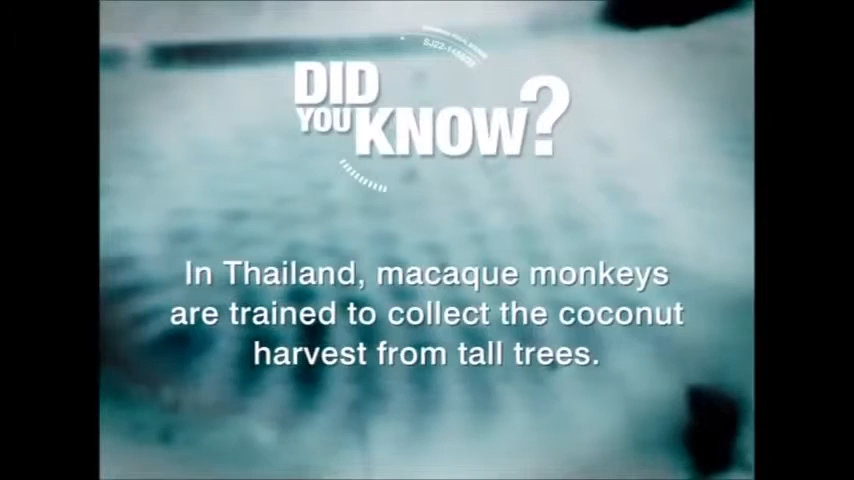 DID
YOU KNOW?
In Thailand, macaque monkeys
are trained to collect the coconut
harvest from tall trees.